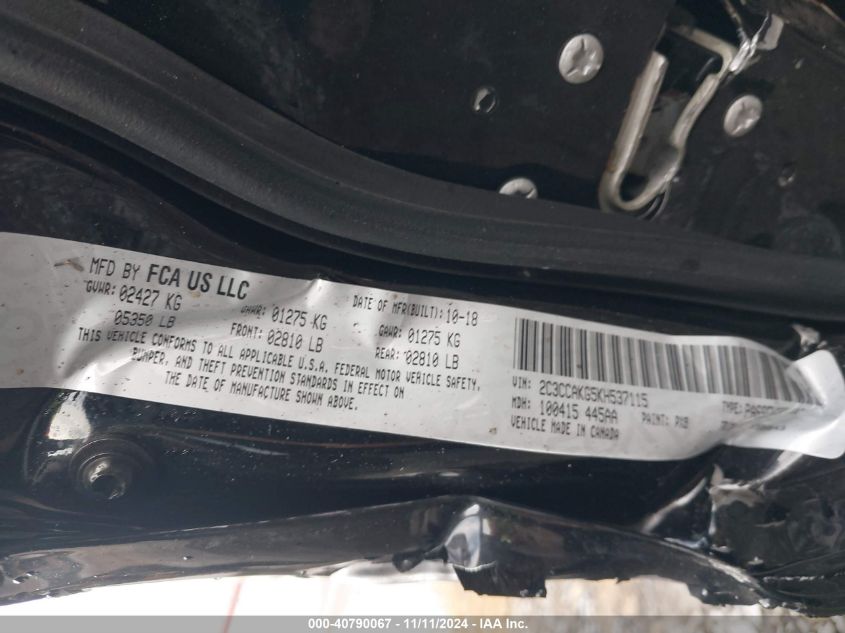 MFD BY FCA US LLC DATE OF MFR(BUILT): 10-18
GVWR: 02427 KG GAWR: 01275 KG GAWR: 01275 KG
05350 LB FRONT: 02810 LB REAR: 02810 LB
THIS VEHICLE CONFORMS TO ALL APPLICABLE U.S.A. FEDERAL MOTOR VEHICLE SAFETY,
BUMPER, AND THEFT PREVENTION STANDARDS IN EFFECT ON
THE DATE OF MANUFACTURE SHOWN ABOVE.
VIN: 2C3CCAKG5KH537115 TYPE:
MDH: 100415 445AA PAINT: PX8
VEHICLE MADE IN CANADA
000-40790067 - 11/11/2024 - IAA Inc.